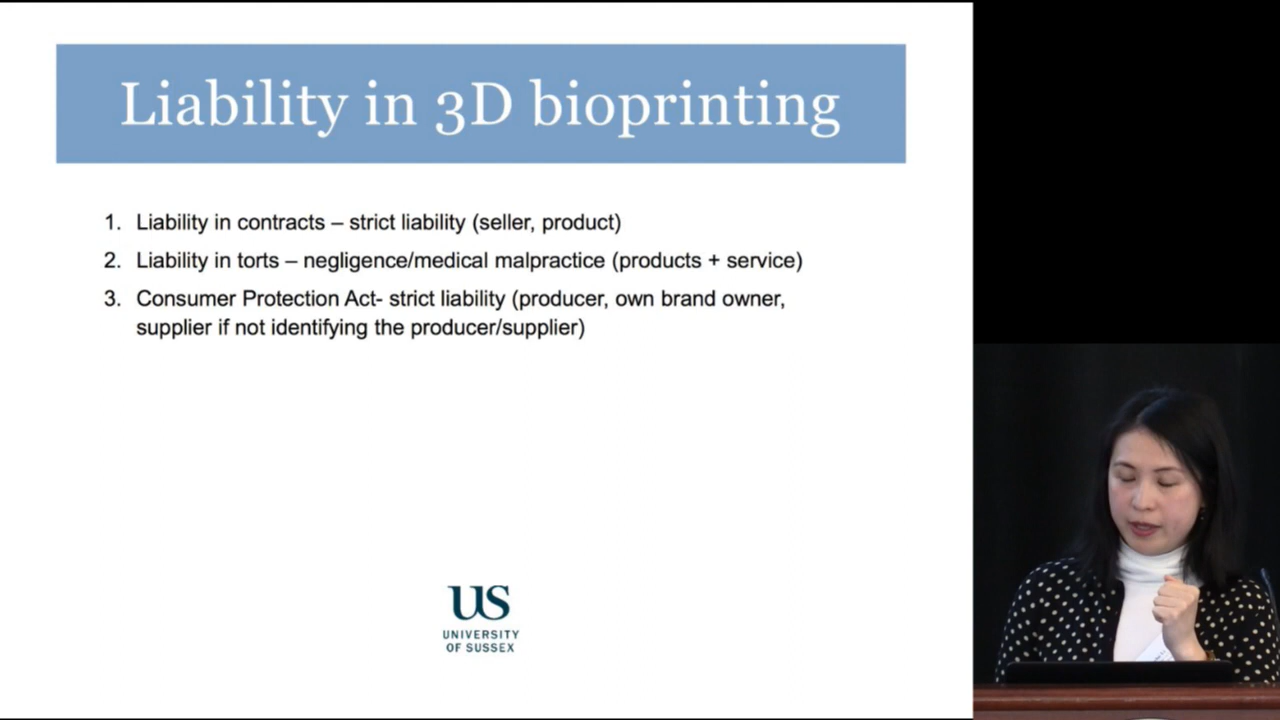 Liability in 3D bioprinting
1. Liability in contracts – strict liability (seller, product)
2. Liability in torts – negligence/medical malpractice (products + service)
3. Consumer Protection Act- strict liability (producer, own brand owner,
supplier if not identifying the producer/supplier)
US
UNIVERSITY
OF SUSSEX